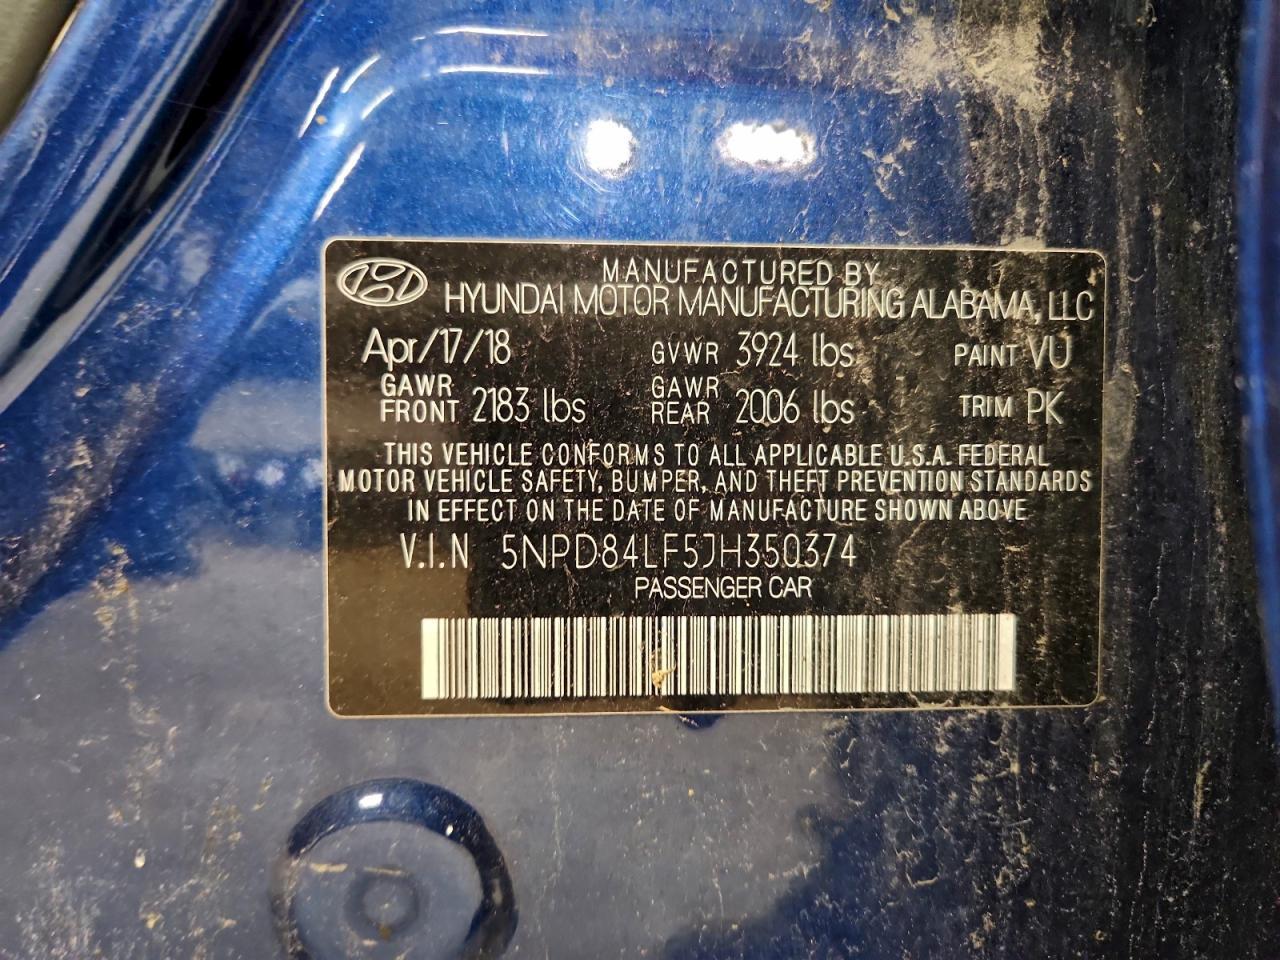 MANUFACTURED BY
HYUNDAI MOTOR MANUFACTURING ALABAMA, LLC
Apr/17/18 GVWR 3924 lbs PAINT VU
GAWR FRONT 2183 lbs GAWR REAR 2006 lbs TRIM PK
THIS VEHICLE CONFORMS TO ALL APPLICABLE U.S.A. FEDERAL
MOTOR VEHICLE SAFETY, BUMPER, AND THEFT PREVENTION STANDARDS
IN EFFECT ON THE DATE OF MANUFACTURE SHOWN ABOVE
V.I.N 5NPD84LF5JH350374
PASSENGER CAR